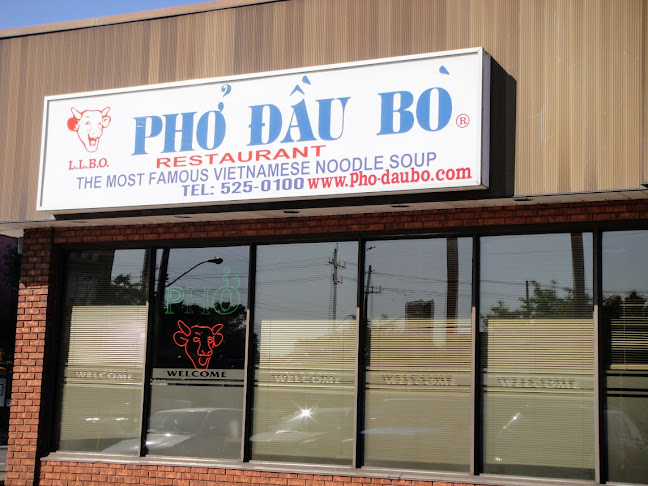 PHỞ ĐẦU BÒ ®
L.L.B.O.
RESTAURANT
THE MOST FAMOUS VIETNAMESE NOODLE SOUP
TEL: 525-0100 www.pho-daubo.com
PHỞ
WELCOME WELCOME WELCOME WELCOME WELCOME